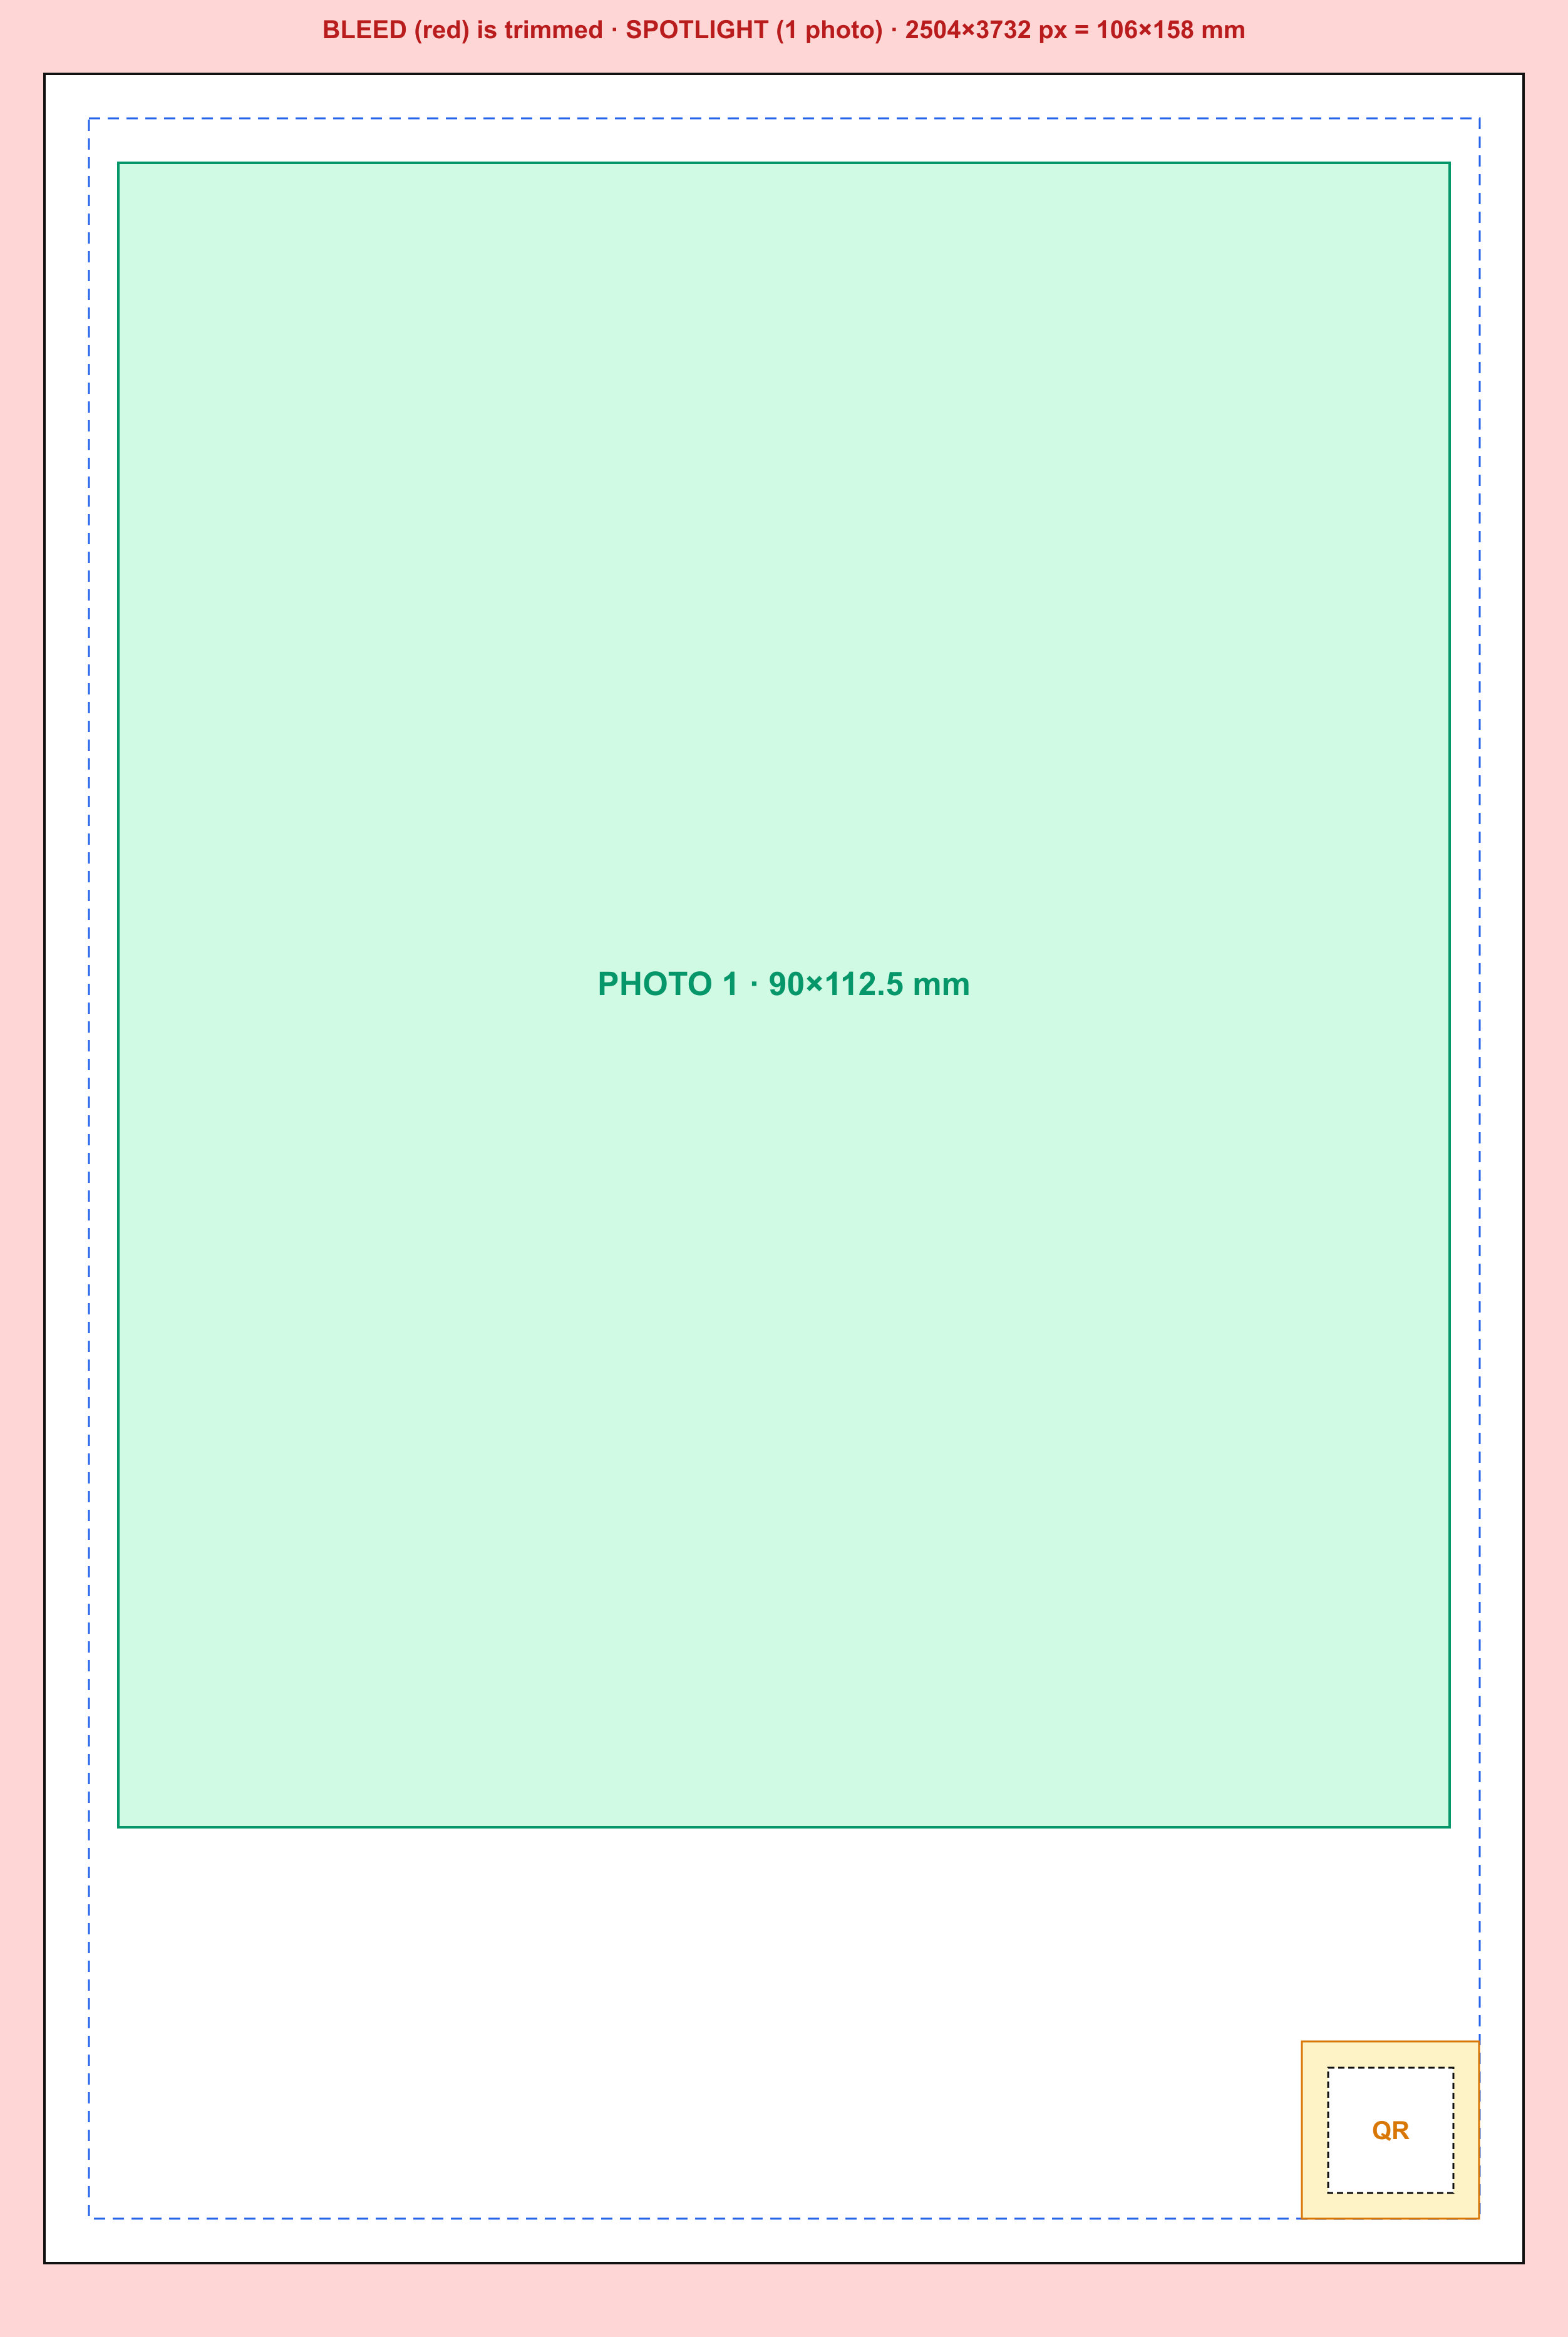 BLEED (red) is trimmed · SPOTLIGHT (1 photo) · 2504×3732 px = 106×158 mm
PHOTO 1 · 90×112.5 mm
QR